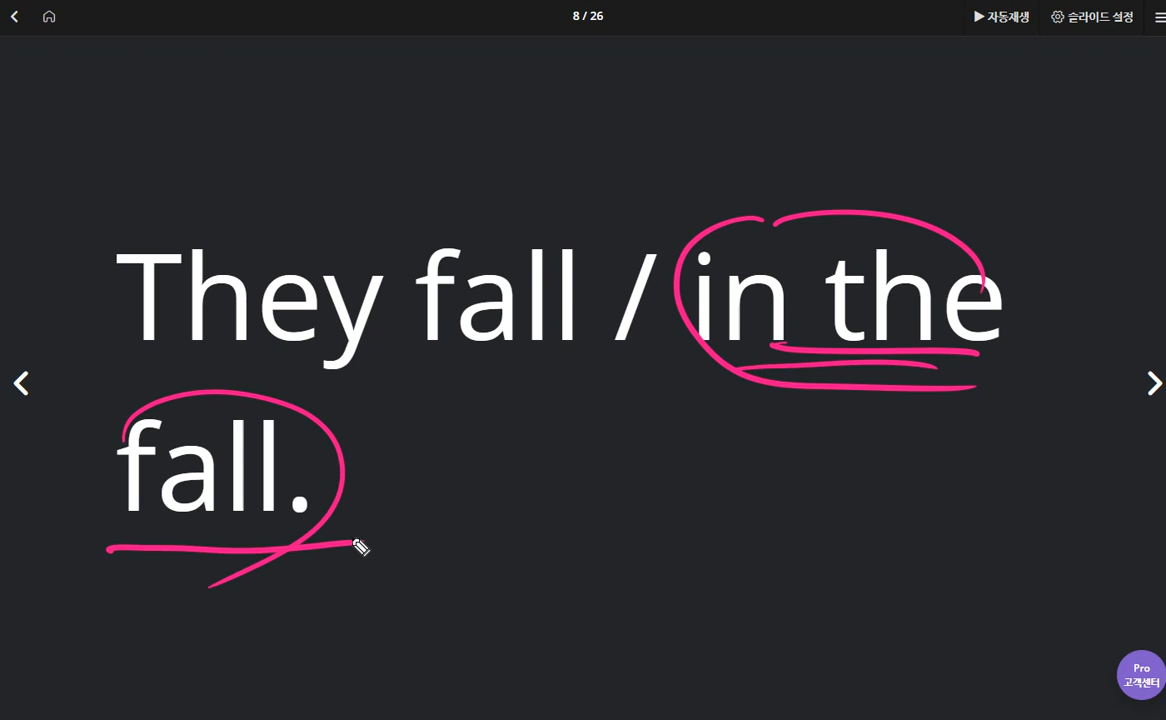 8 / 26
▶ 자동재생
슬라이드 설정
They fall / in the
fall.
Pro
고객센터